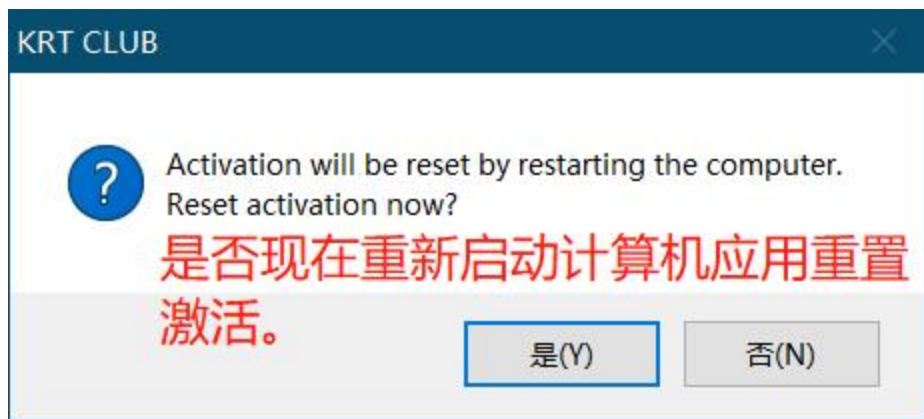 KRT CLUB
Activation will be reset by restarting the computer.
Reset activation now?
是否现在重新启动计算机应用重置
激活。
是(Y)
否(N)